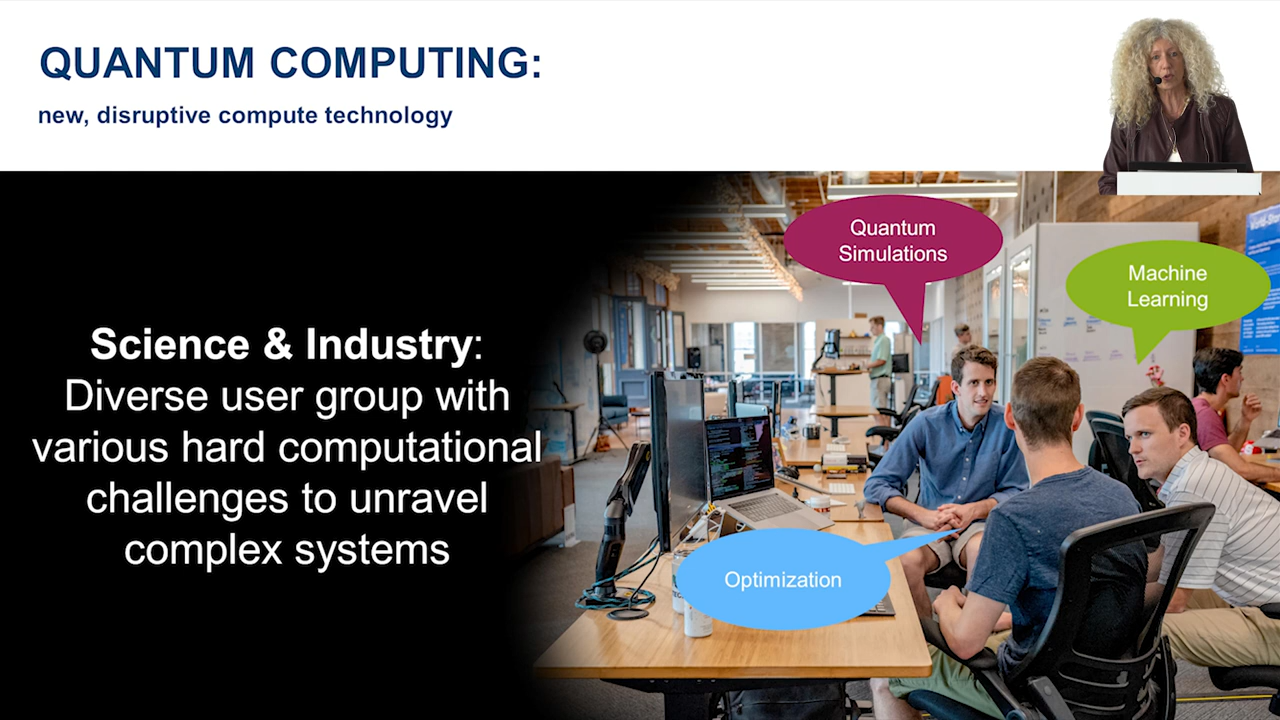 QUANTUM COMPUTING:
new, disruptive compute technology
Quantum
Simulations
Machine
Learning
Science & Industry:
Diverse user group with
various hard computational
challenges to unravel
complex systems
Optimization